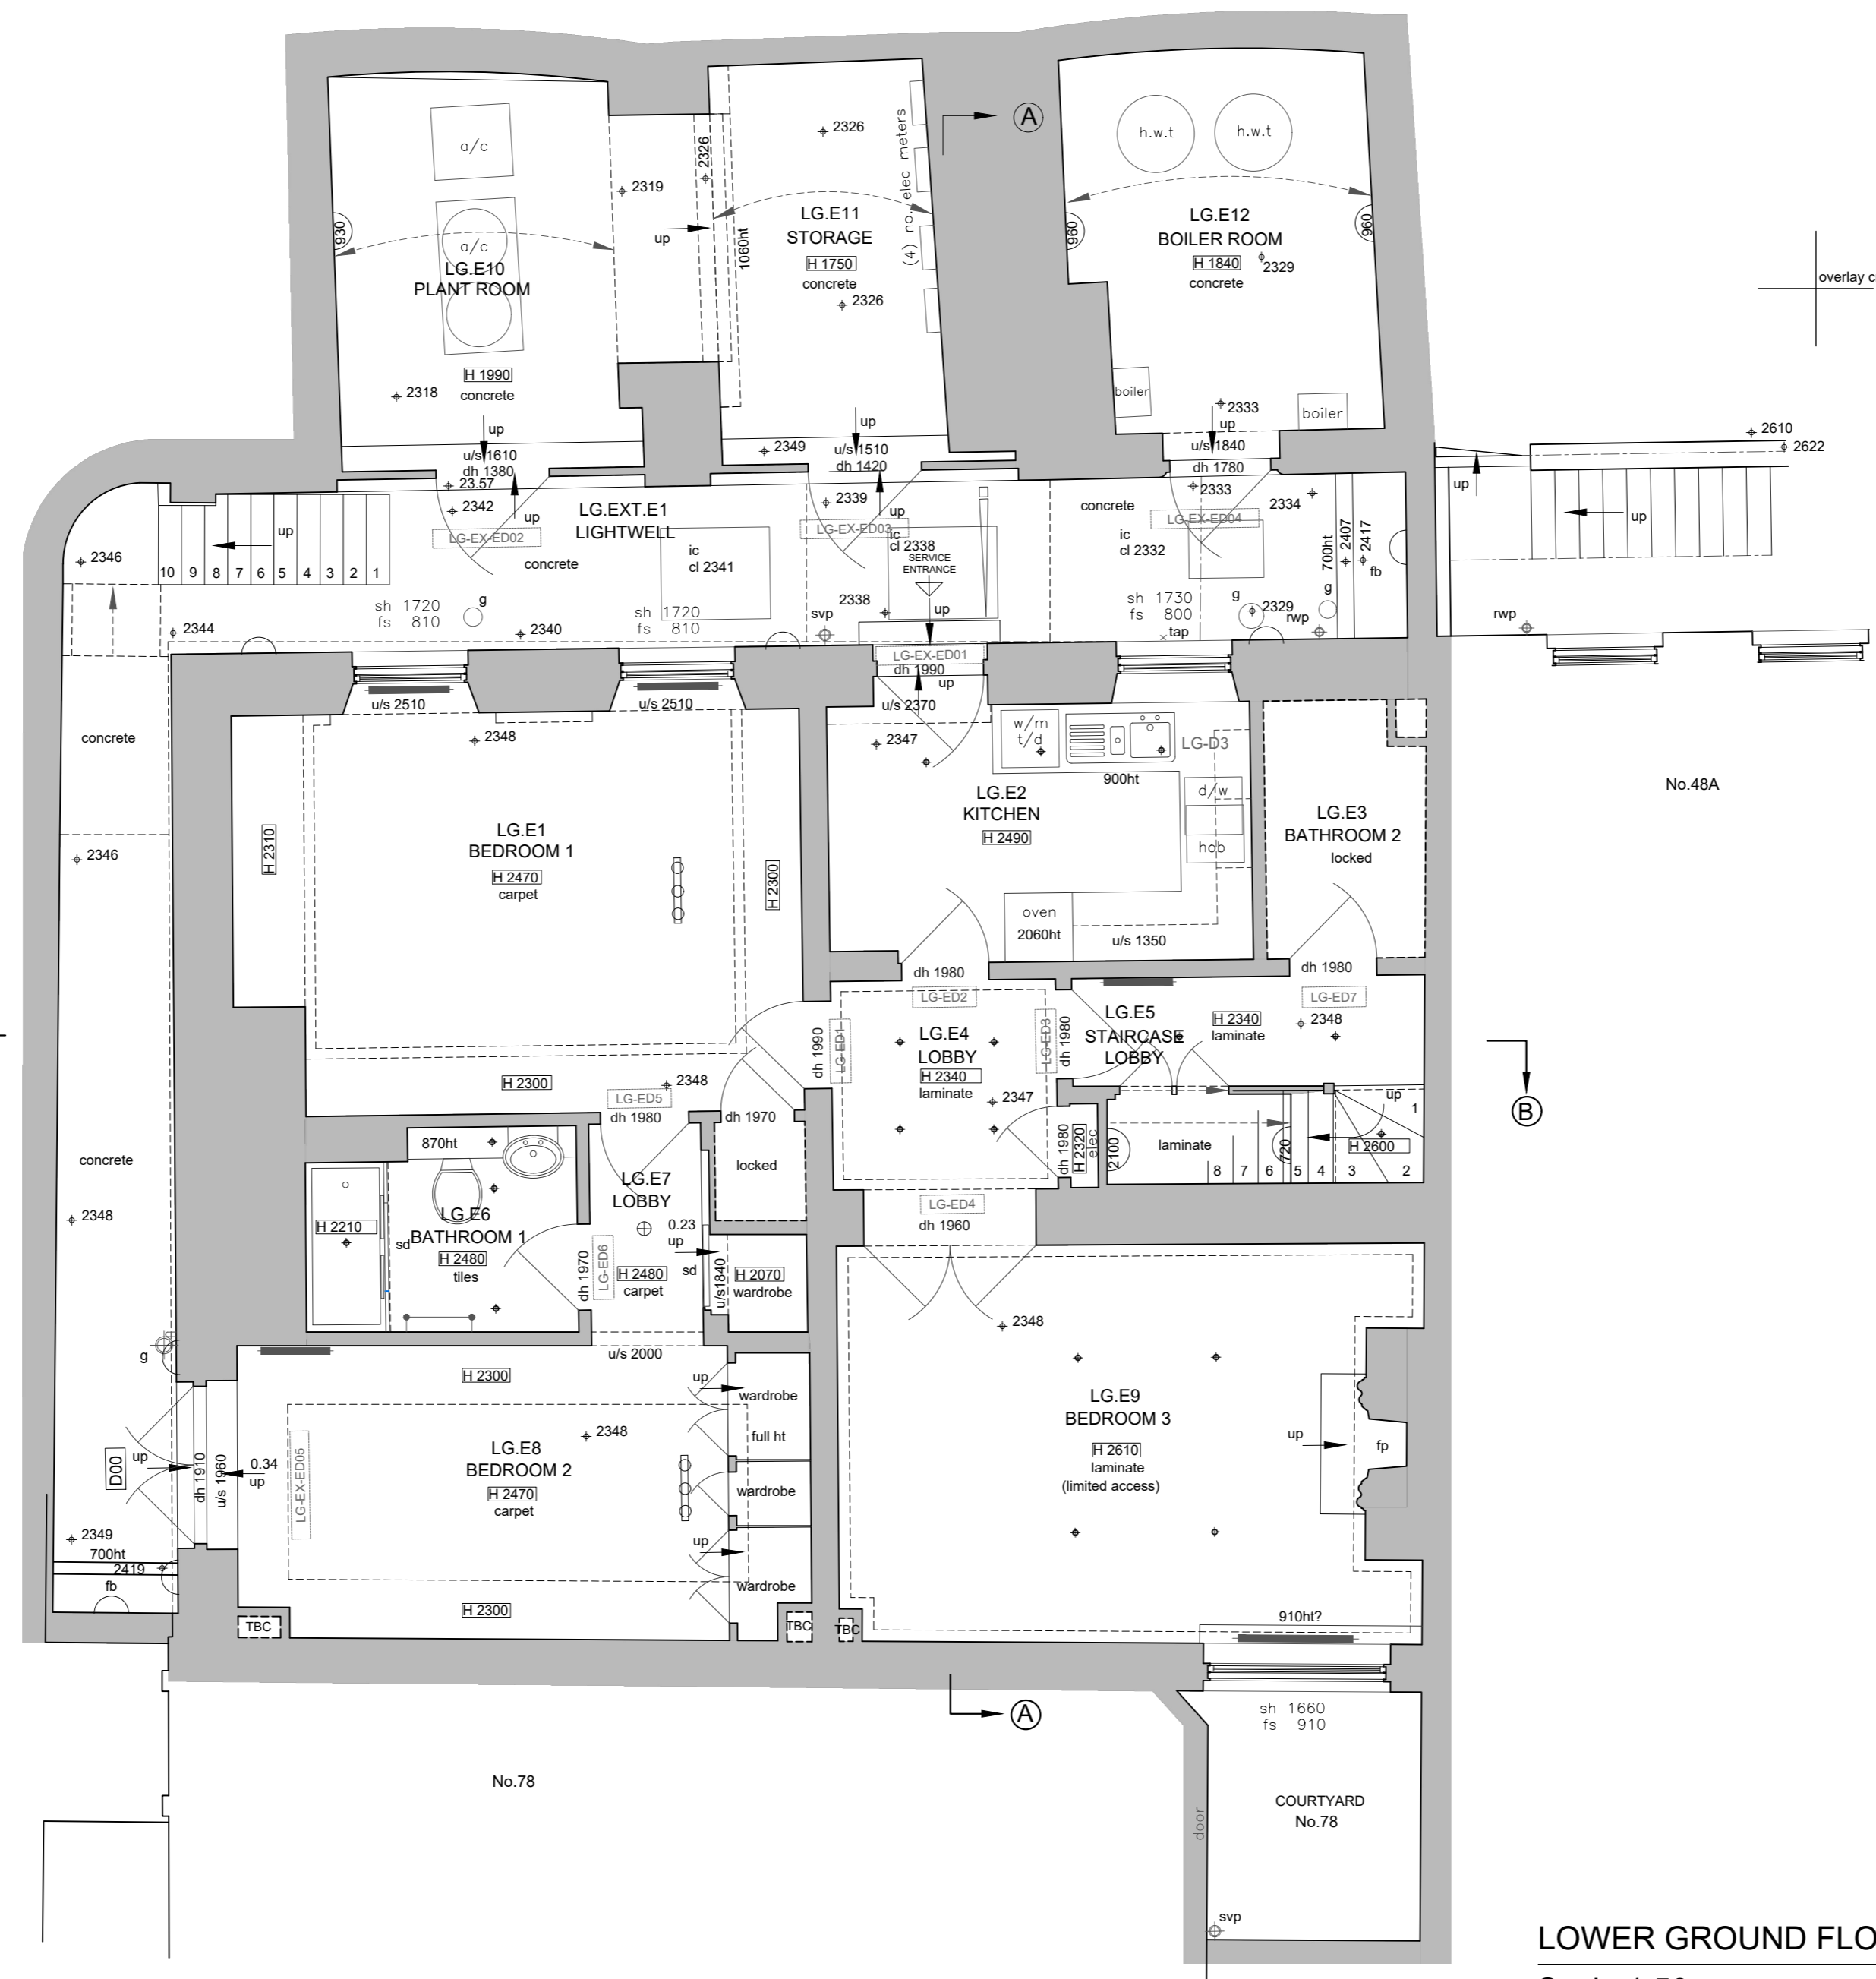 a/c
a/c
LG.E10
PLANT ROOM
H 1990
concrete
930
2318
2319
2326
up
1060ht
2326
LG.E11
STORAGE
H 1750
concrete
2326
(4) no. elec meters
A
h.w.t
h.w.t
LG.E12
BOILER ROOM
H 1840
concrete
2329
960
960
boiler
boiler
2333
up
u/s 1840
dh 1780
overlay c
up
u/s 1610
dh 1380
23.57
2342
up
LG-EX-ED02
2349
up
u/s 1510
dh 1420
2339
up
LG-EX-ED03
LG.EXT.E1
LIGHTWELL
concrete
ic
cl 2341
ic
cl 2338
SERVICE
ENTRANCE
up
2338
svp
concrete
ic
cl 2332
2333
2334
LG-EX-ED04
700ht
2407
2417
fb
2610
2622
up
up
rwp
2346
up
10 9 8 7 6 5 4 3 2 1
2344
sh 1720
fs 810
g
2340
sh 1720
fs 810
sh 1730
fs 800
tap
g
2329
rwp
g
LG-EX-ED01
dh 1990
up
u/s 2370
u/s 2510
u/s 2510
2348
2347
w/m
t/d
LG-D3
900ht
d/w
hob
LG.E2
KITCHEN
H 2490
oven
2060ht
u/s 1350
LG.E3
BATHROOM 2
locked
No.48A
concrete
2346
H 2310
LG.E1
BEDROOM 1
H 2470
carpet
H 2300
H 2300
2348
dh 1980
LG-ED2
dh 1980
LG-ED7
LG.E4
LOBBY
H 2340
laminate
2347
dh 1990
LG-ED1
LG-ED3
dh 1980
LG.E5
STAIRCASE
LOBBY
H 2340
laminate
2348
B
LG-ED5
dh 1980
dh 1970
locked
dh 1980
H 2320
elec
2100
laminate
720
up
1
H 2600
8 7 6 5 4 3 2
LG-ED4
dh 1960
concrete
2348
870ht
H 2210
sd
LG.E6
BATHROOM 1
H 2480
tiles
LG.E7
LOBBY
0.23
up
sd
dh 1970
LG-ED6
H 2480
carpet
u/s1840
H 2070
wardrobe
u/s 2000
g
H 2300
up
wardrobe
full ht
2348
LG.E8
BEDROOM 2
H 2470
carpet
wardrobe
up
wardrobe
H 2300
D00
up
dh 1910
u/s 1960
0.34
up
LG-EX-ED05
2349
700ht
2419
fb
TBC
TBC
TBC
2348
LG.E9
BEDROOM 3
H 2610
laminate
(limited access)
up
fp
910ht?
A
sh 1660
fs 910
No.78
COURTYARD
No.78
door
svp
LOWER GROUND FLO